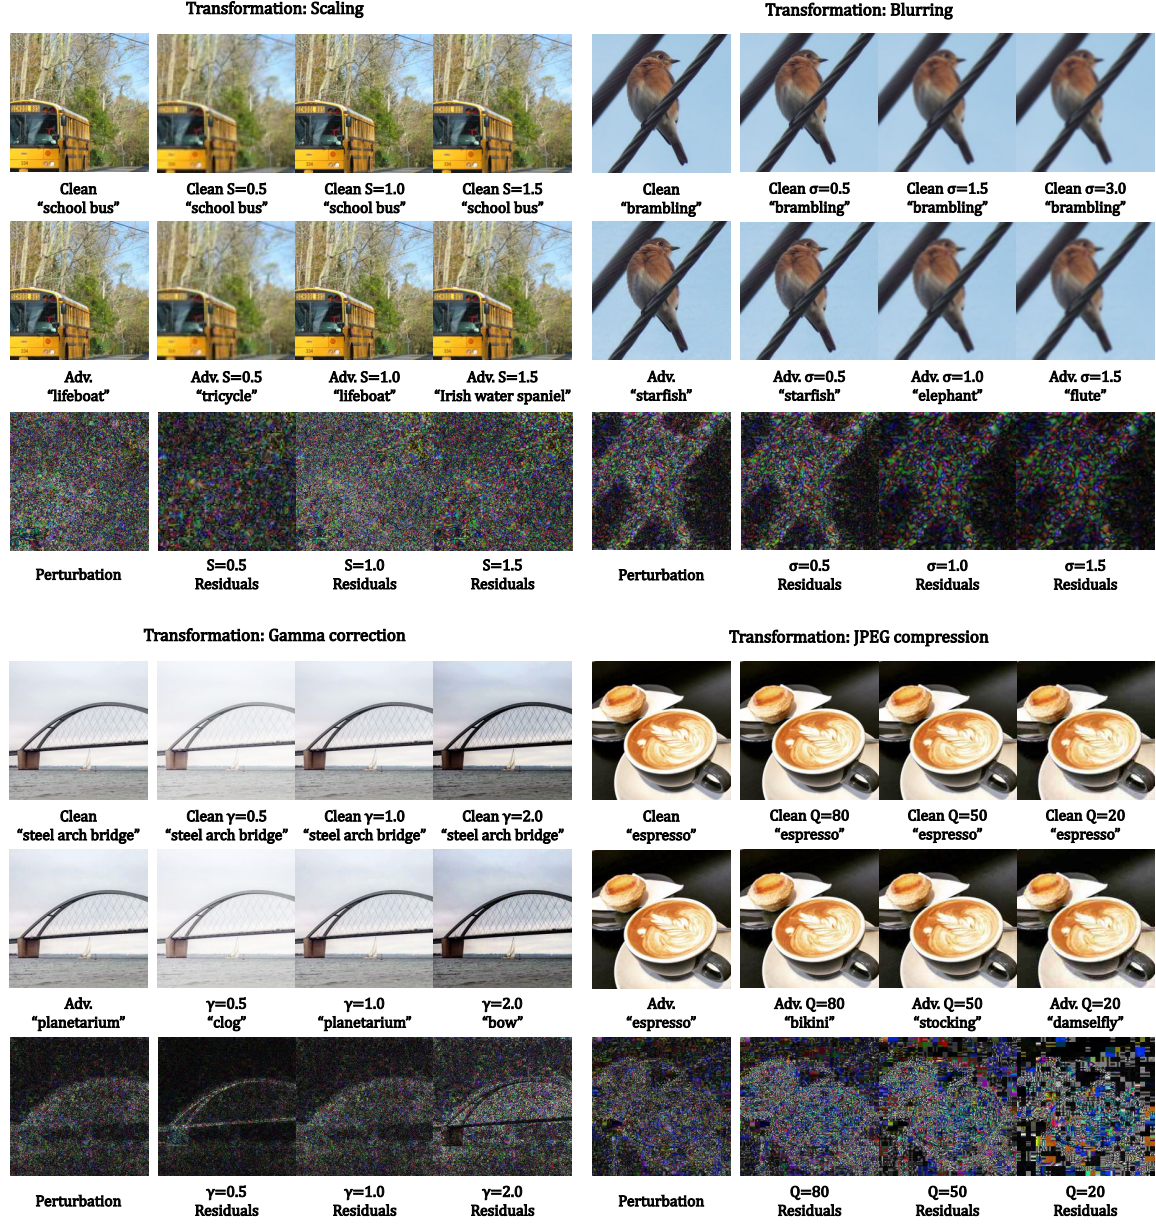 Transformation: Scaling
Clean
“school bus”
Clean S=0.5
“school bus”
Clean S=1.0
“school bus”
Clean S=1.5
“school bus”
Adv.
“lifeboat”
Adv. S=0.5
“tricycle”
Adv. S=1.0
“lifeboat”
Adv. S=1.5
“Irish water spaniel”
Perturbation
S=0.5
Residuals
S=1.0
Residuals
S=1.5
Residuals
Transformation: Blurring
Clean
“brambling”
Clean σ=0.5
“brambling”
Clean σ=1.5
“brambling”
Clean σ=3.0
“brambling”
Adv.
“starfish”
Adv. σ=0.5
“starfish”
Adv. σ=1.0
“elephant”
Adv. σ=1.5
“flute”
Perturbation
σ=0.5
Residuals
σ=1.0
Residuals
σ=1.5
Residuals
Transformation: Gamma correction
Clean
“steel arch bridge”
Clean γ=0.5
“steel arch bridge”
Clean γ=1.0
“steel arch bridge”
Clean γ=2.0
“steel arch bridge”
Adv.
“planetarium”
γ=0.5
“clog”
γ=1.0
“planetarium”
γ=2.0
“bow”
Perturbation
γ=0.5
Residuals
γ=1.0
Residuals
γ=2.0
Residuals
Transformation: JPEG compression
Clean
“espresso”
Clean Q=80
“espresso”
Clean Q=50
“espresso”
Clean Q=20
“espresso”
Adv.
“espresso”
Adv. Q=80
“bikini”
Adv. Q=50
“stocking”
Adv. Q=20
“damselfly”
Perturbation
Q=80
Residuals
Q=50
Residuals
Q=20
Residuals